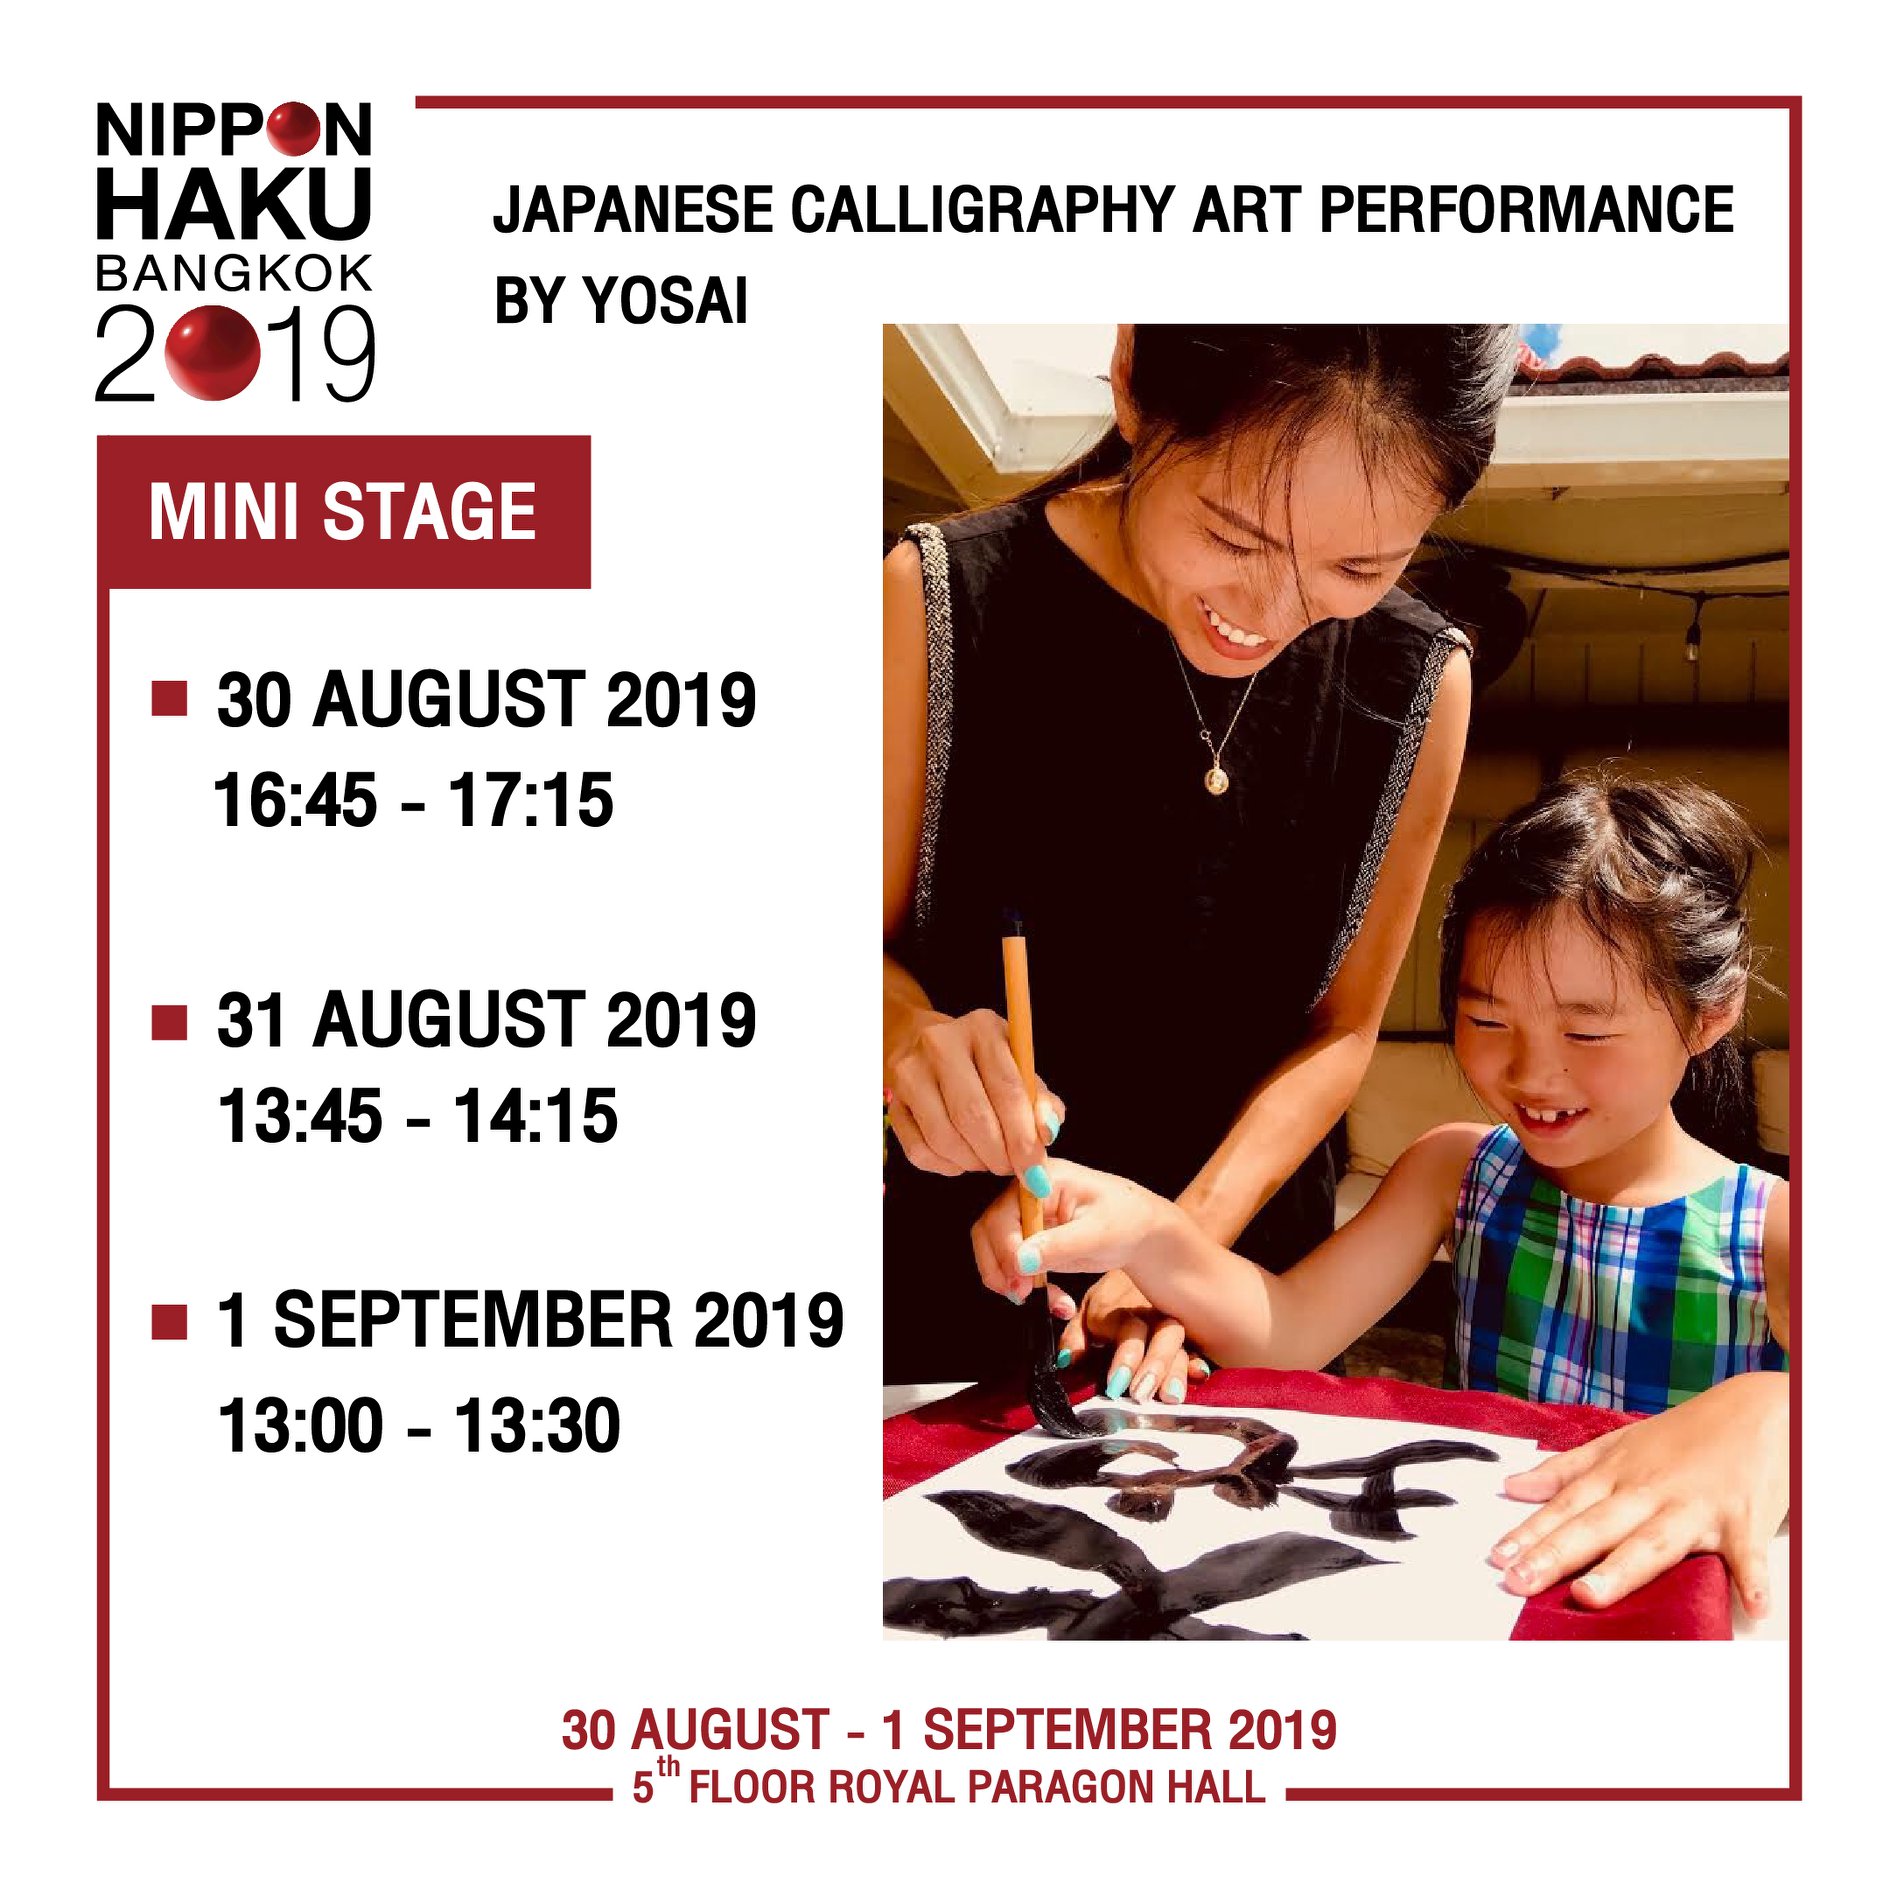 NIPPON
HAKU
BANGKOK
2019
JAPANESE CALLIGRAPHY ART PERFORMANCE
BY YOSAI
MINI STAGE
30 AUGUST 2019
16:45 - 17:15
31 AUGUST 2019
13:45 - 14:15
1 SEPTEMBER 2019
13:00 - 13:30
30 AUGUST - 1 SEPTEMBER 2019
5th FLOOR ROYAL PARAGON HALL